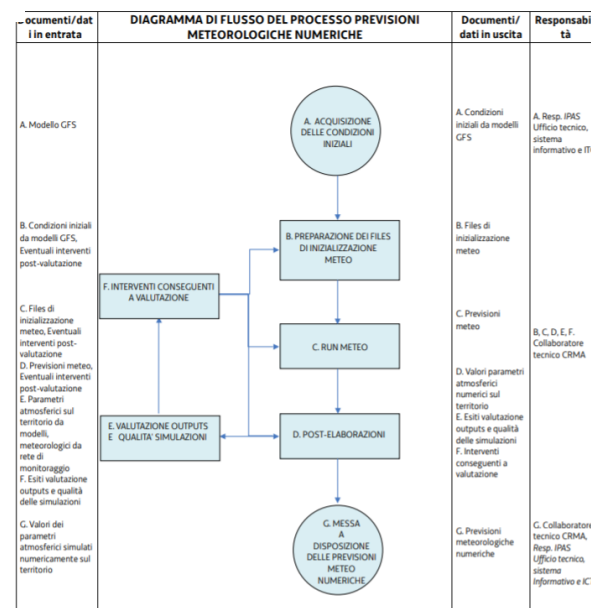 ocumenti/dat
i in entrata
DIAGRAMMA DI FLUSSO DEL PROCESSO PREVISIONI
METEOROLOGICHE NUMERICHE
Documenti/
dati in uscita
Responsabi
tà
A. Modello GFS
A. ACQUISIZIONE
DELLE CONDIZIONI
INIZIALI
A. Condizioni
iniziali da modelli
GFS
A. Resp. IPAS
Ufficio tecnico,
sistema
informativo e IT
B. Condizioni iniziali
da modelli GFS,
Eventuali interventi
post-valutazione
B. PREPARAZIONE DEI FILES
DI INIZIALIZZAZIONE
METEO
B. Files di
inizializzazione
meteo
F. INTERVENTI CONSEGUENTI
A VALUTAZIONE
C. Files di
inizializzazione
meteo, Eventuali
interventi post-
valutazione
D. Previsioni meteo,
Eventuali interventi
post-valutazione
E. Parametri
atmosferici sul
territorio da
modelli,
meteorologici da
rete di
monitoraggio
F. Esiti valutazione
outputs e qualità
delle simulazioni
C. RUN METEO
C. Previsioni
meteo
B, C, D, E, F.
Collaboratore
tecnico CRMA
E. VALUTAZIONE OUTPUTS
E QUALITA' SIMULAZIONI
D. POST-ELABORAZIONI
D. Valori parametri
atmosferici
numerici sul
territorio
E. Esiti valutazione
outputs e qualità
delle simulazioni
F. Interventi
conseguenti a
valutazione
G. Valori dei
parametri
atmosferici simulati
numericamente sul
territorio
G. MESSA
A
DISPOSIZIONE
DELLE PREVISIONI
METEO
NUMERICHE
G. Previsioni
meteorologiche
numeriche
G. Collaboratore
tecnico CRMA,
Resp. IPAS
Ufficio tecnico,
sistema
Informativo e IC